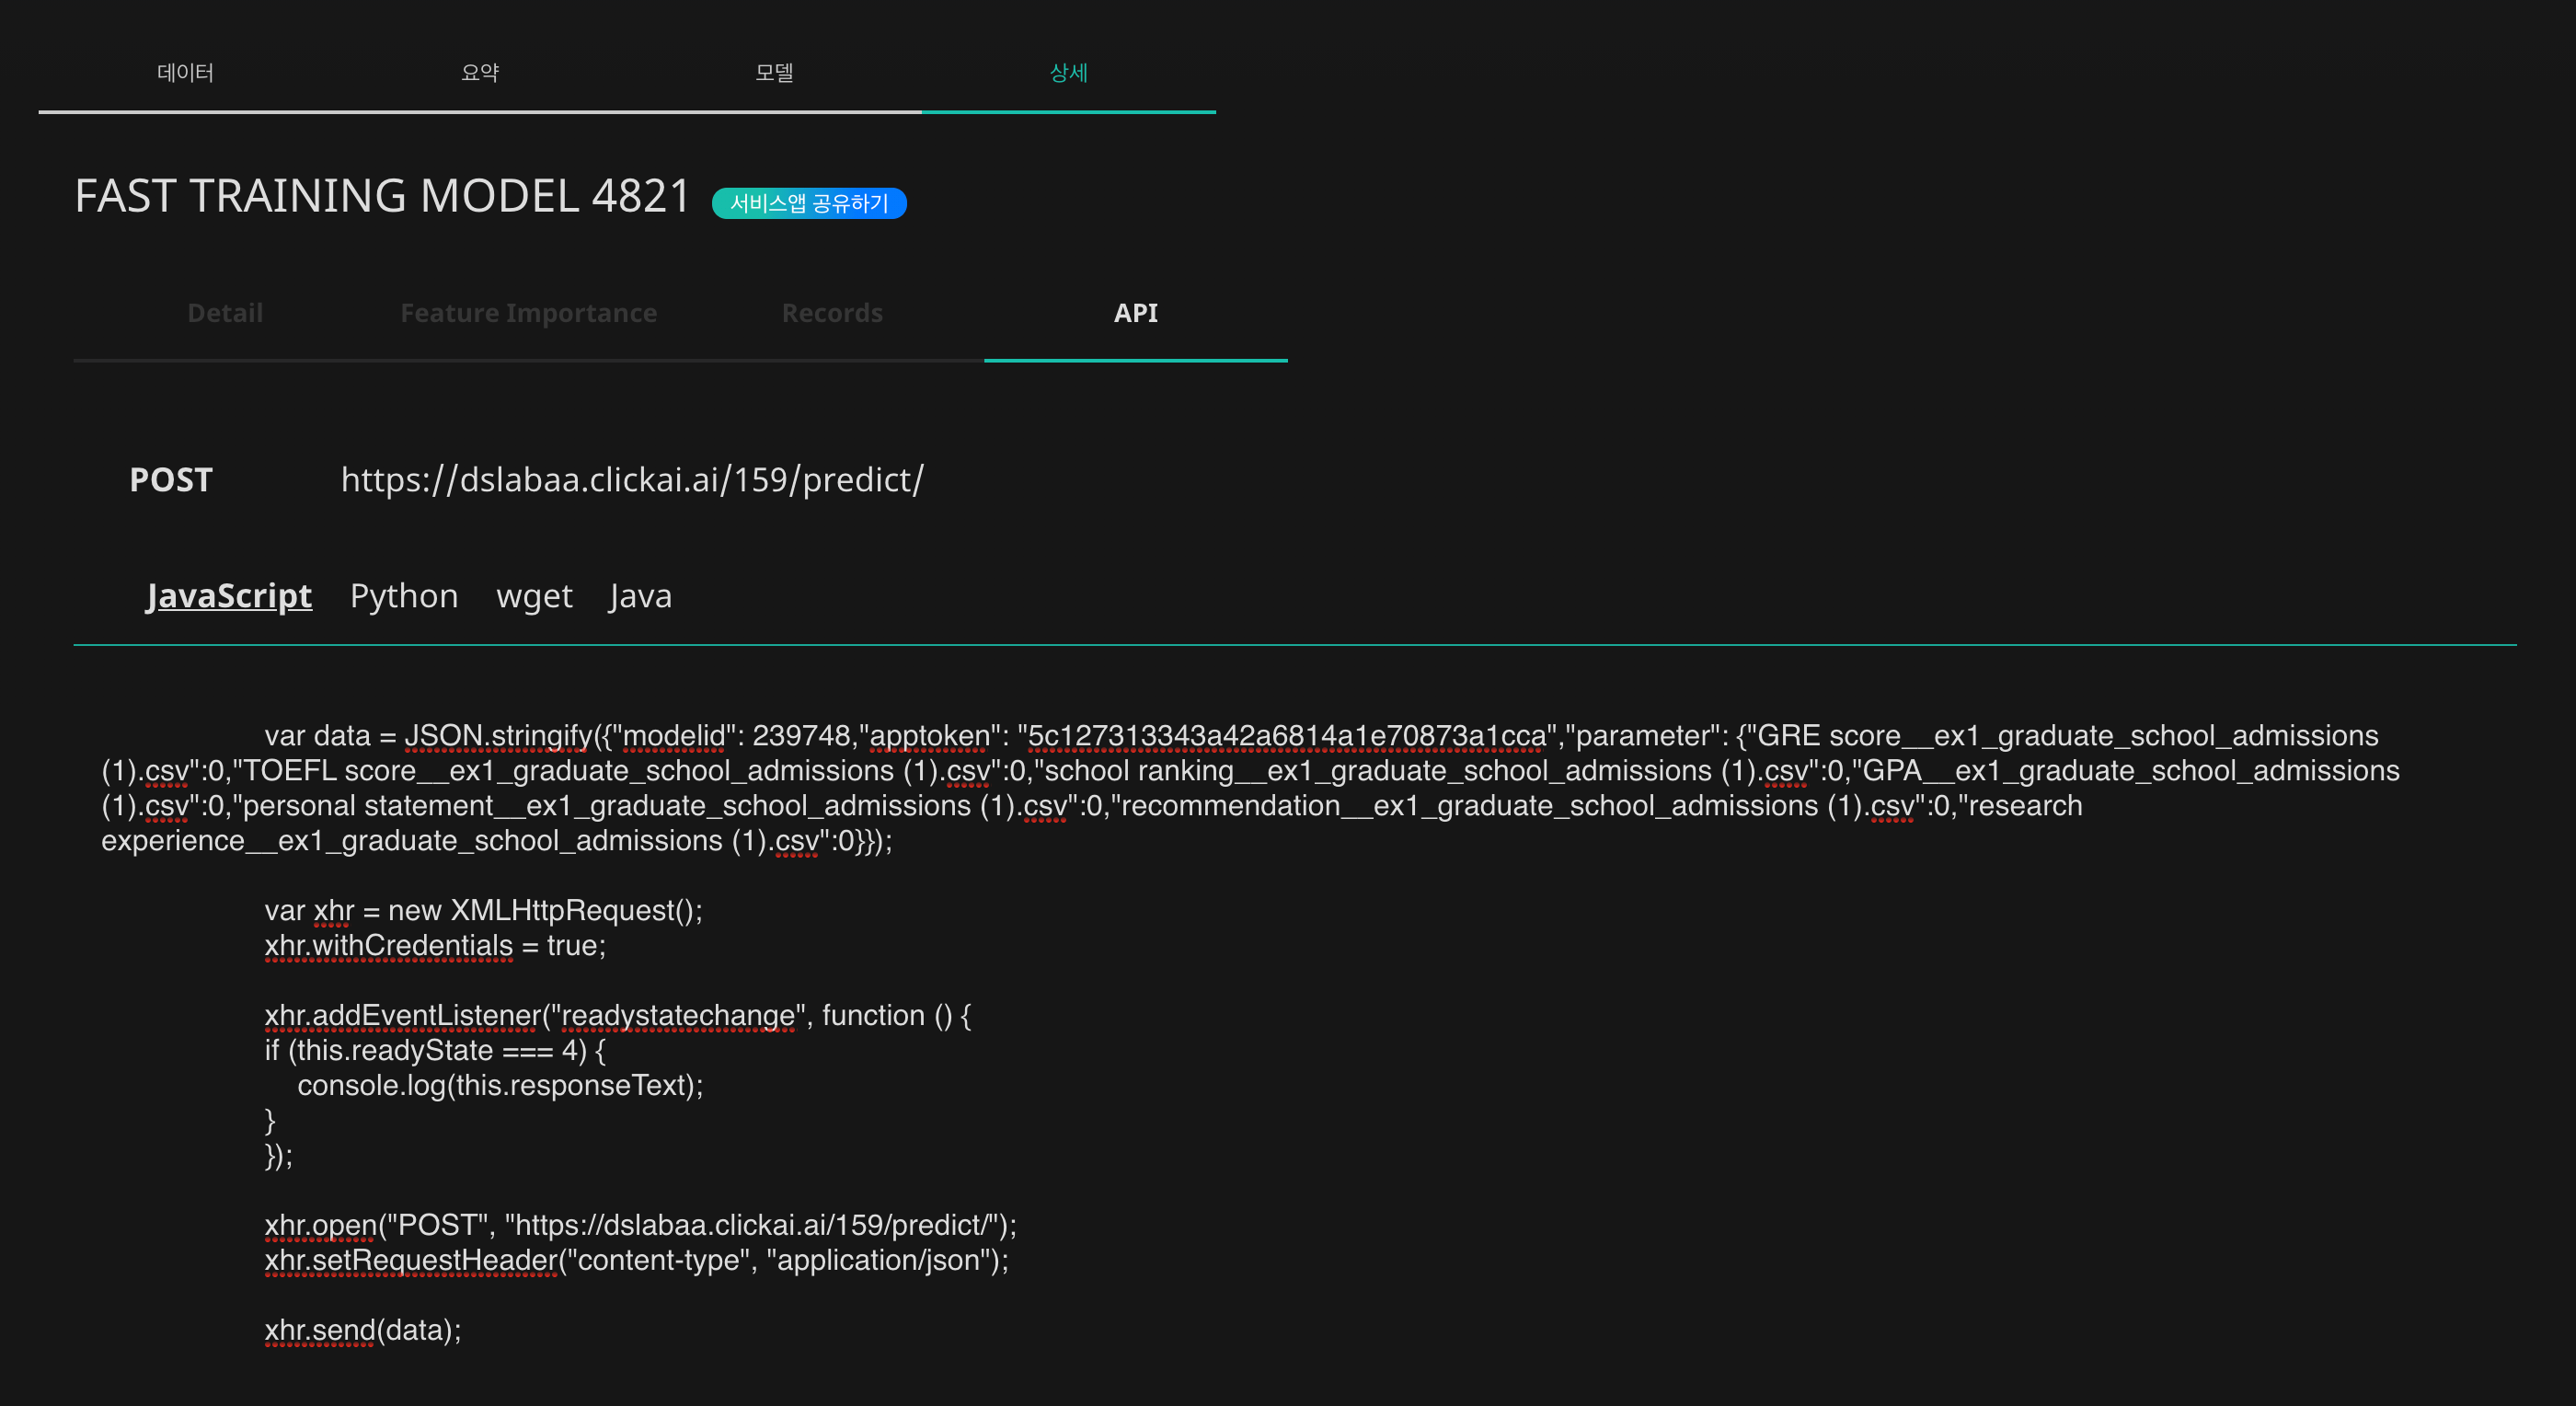 데이터 요약 모델 상세
FAST TRAINING MODEL 4821 서비스앱 공유하기
Detail Feature Importance Records API
POST https://dslabaa.clickai.ai/159/predict/
JavaScript Python wget Java
var data = JSON.stringify({"modelid": 239748,"apptoken": "5c127313343a42a6814a1e70873a1cca","parameter": {"GRE score__ex1_graduate_school_admissions
(1).csv":0,"TOEFL score__ex1_graduate_school_admissions (1).csv":0,"school ranking__ex1_graduate_school_admissions (1).csv":0,"GPA__ex1_graduate_school_admissions
(1).csv":0,"personal statement__ex1_graduate_school_admissions (1).csv":0,"recommendation__ex1_graduate_school_admissions (1).csv":0,"research
experience__ex1_graduate_school_admissions (1).csv":0}});
var xhr = new XMLHttpRequest();
xhr.withCredentials = true;
xhr.addEventListener("readystatechange", function () {
if (this.readyState === 4) {
console.log(this.responseText);
}
});
xhr.open("POST", "https://dslabaa.clickai.ai/159/predict/");
xhr.setRequestHeader("content-type", "application/json");
xhr.send(data);